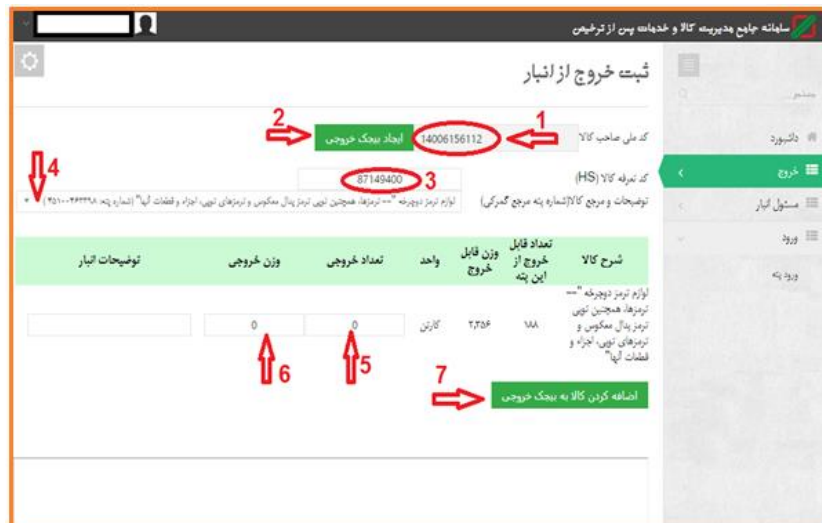 سامانه جامع مدیریت کالا و خدمات پس از ترخیص
ثبت خروج از انبار
جستجو
داشبورد
خروج
مسئول انبار
ورود
ورود پته
2
1
کد ملی صاحب کالا
14006156112
ایجاد بیجک خروجی
4
3
کد تعرفه کالا (HS)
87149400
توضیحات و مرجع کالا(شماره پته مرجع گمرکی)
لوازم ترمز دوچرخه "--- ترمزها، همچنین توپی ترمز پدال معکوس و ترمزهای توپی، اجزاء و قطعات آنها" (شماره پته:
شرح کالا
تعداد قابل خروج از این پته
وزن قابل خروج
واحد
تعداد خروجی
وزن خروجی
توضیحات انبار
لوازم ترمز دوچرخه "---
ترمزها، همچنین توپی
ترمز پدال معکوس و
ترمزهای توپی، اجزاء و
قطعات آنها"
۱۸۸
۲,۲۵۶
کارتن
0
0
5
6
7
اضافه کردن کالا به بیجک خروجی